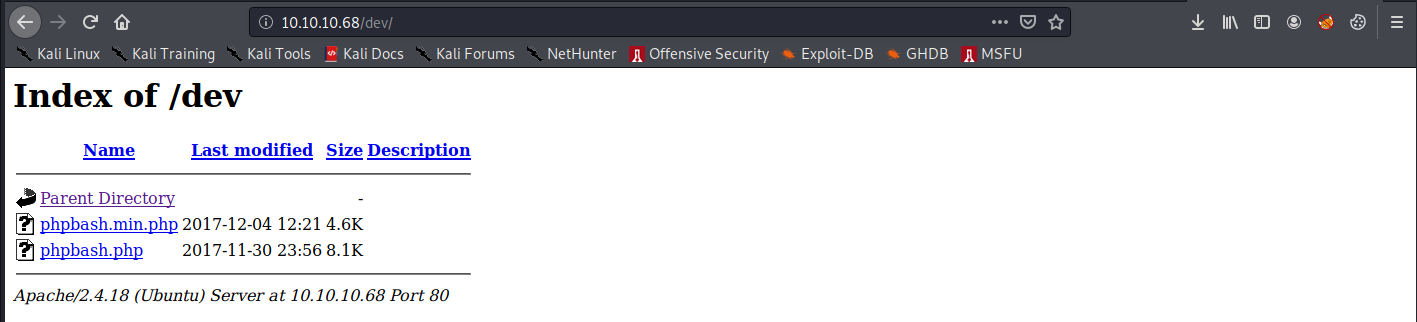 10.10.10.68/dev/
Kali Linux Kali Training Kali Tools Kali Docs Kali Forums NetHunter Offensive Security Exploit-DB GHDB MSFU
Index of /dev
Name Last modified Size Description
Parent Directory -
phpbash.min.php 2017-12-04 12:21 4.6K
phpbash.php 2017-11-30 23:56 8.1K
Apache/2.4.18 (Ubuntu) Server at 10.10.10.68 Port 80